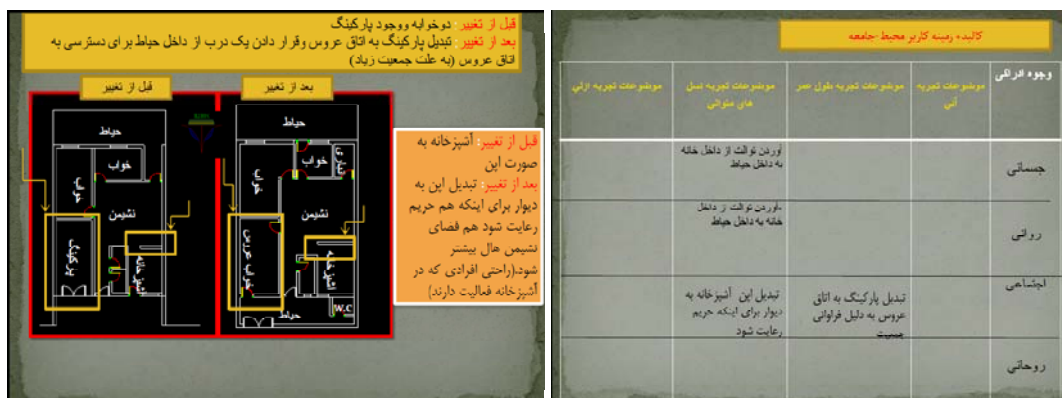 قبل از تغییر: دوخوابه ووجود پارکینگ
بعد از تغییر: تبدیل پارکینگ به اتاق عروس وقرار دادن یک درب از داخل حیاط برای دسترسی به
اتاق عروس (به علت جمعیت زیاد)
بعد از تغییر
قبل از تغییر
قبل از تغییر: آشپزخانه به
صورت اپن
بعد از تغییر: تبدیل اپن به
دیوار برای اینکه هم حریم
رعایت شود هم فضای
نشیمن هال بیشتر
شود.(راحتی افرادی که در
آشپزخانه فعالیت دارند)
حیاط
خواب
انباری
خواب
نشیمن
خواب عروس
آشپزخانه
W.C
حیاط
حیاط
خواب
خواب
نشیمن
پارکینگ
آشپزخانه
کالبد+ زمینه کاربر محیط-جامعه
وجوه ادراکی
موضوعات تجربه
آنی
موضوعات تجربه طول عمر
موضوعات تجربه نسل
های متوالی
موضوعات تجربه ازلی
جسمانی
آوردن توالت از داخل خانه
به داخل حیاط
روانی
آوردن توالت از داخل
خانه به داخل حیاط
اجتماعی
تبدیل پارکینگ به اتاق
عروس به دلیل فراوانی
جمعیت
تبدیل اپن آشپزخانه به
دیوار برای اینکه حریم
رعایت شود
روحانی